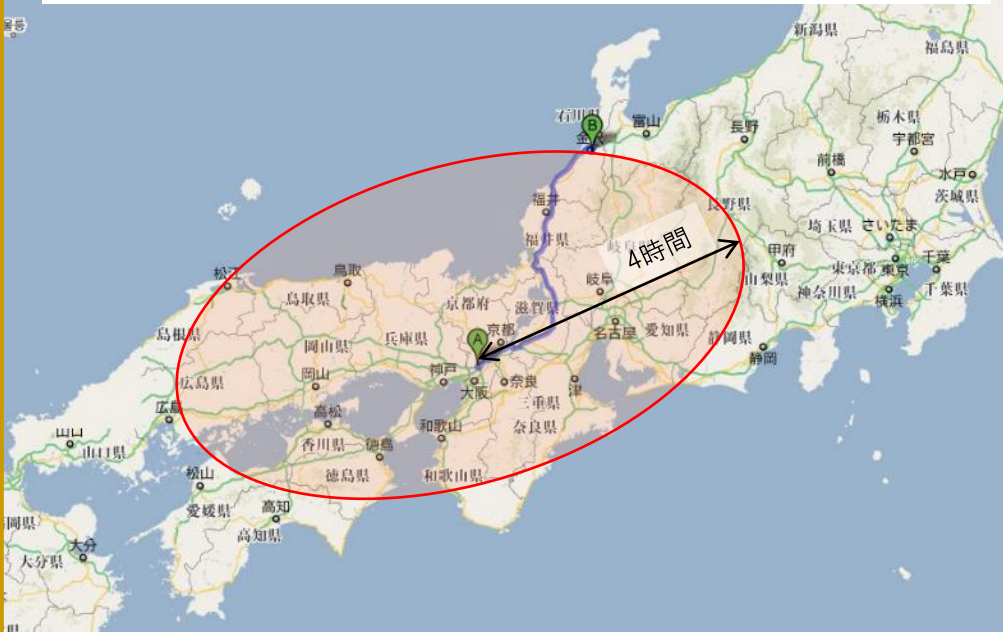 울릉
新潟県
福島県
石川県
B
富山
長野
栃木県
宇都宮
前橋
水戸
茨城県
福井
福井県
長野県
岐阜県
4時間
埼玉県
さいたま
甲府
山梨県
東京都
東京
千葉
神奈川県
横浜
千葉県
松江
鳥取
鳥取県
京都府
滋賀県
岐阜
島根県
岡山県
兵庫県
A
京都
名古屋
愛知県
静岡県
静岡
広島県
岡山
神戸
大阪
奈良
津
三重県
広島
高松
和歌山
奈良県
山口
山口県
香川県
徳島
松山
徳島県
和歌山県
愛媛県
高知
高知県
大分
大分県